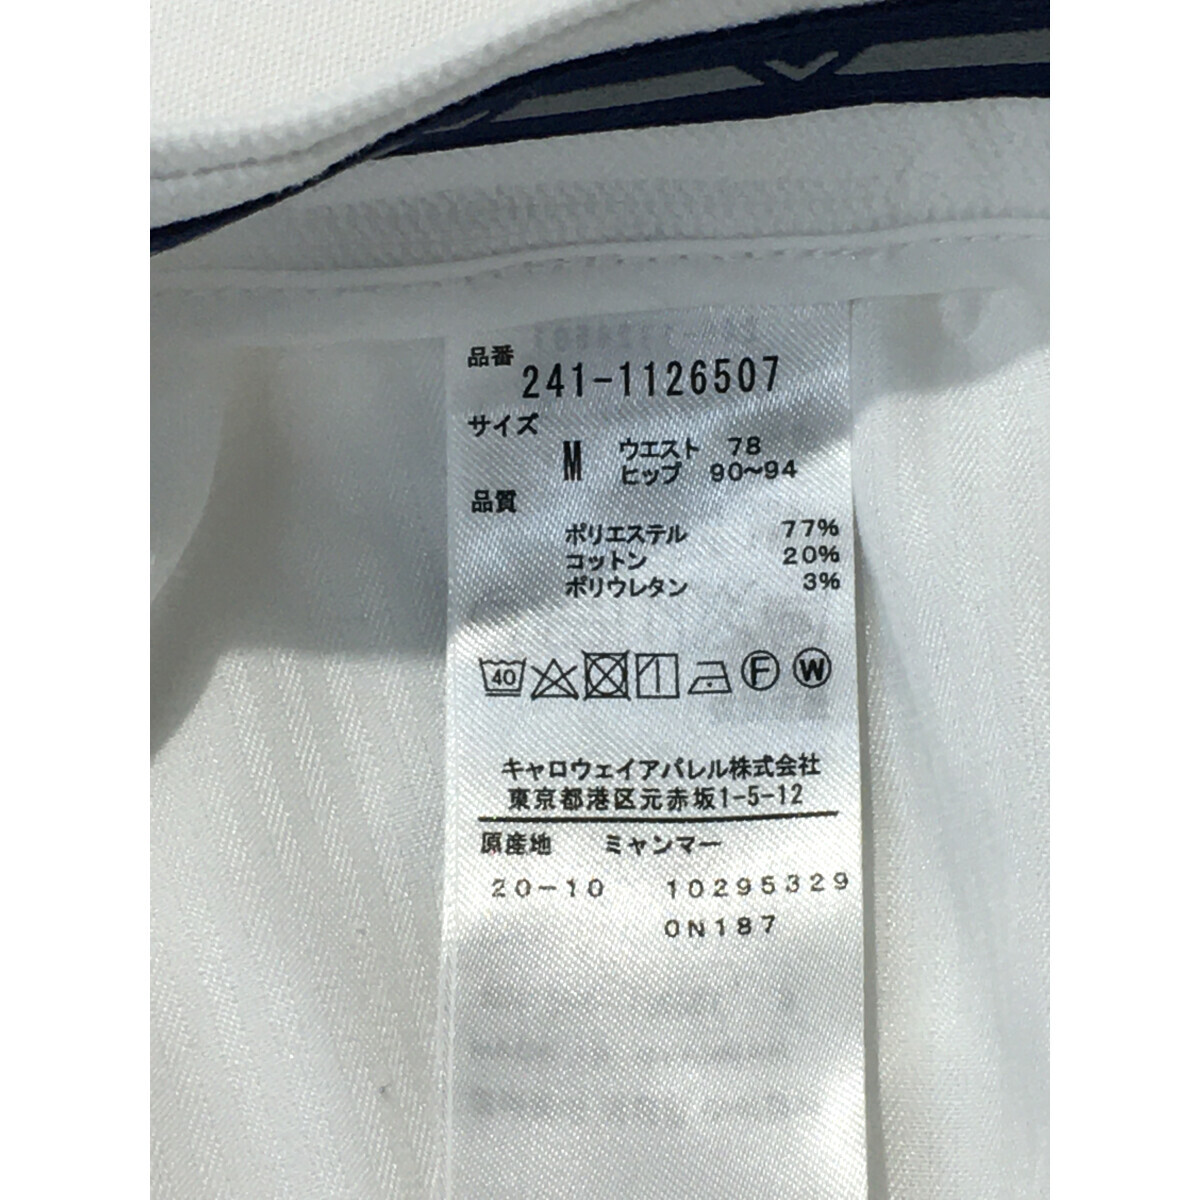 品番
241-1126507
サイズ
M ウエスト 78
ヒップ 90〜94
品質
ポリエステル 77%
コットン 20%
ポリウレタン 3%
40 F W
キャロウェイアパレル株式会社
東京都港区元赤坂1-5-12
原産地 ミャンマー
20-10 10295329
0N187